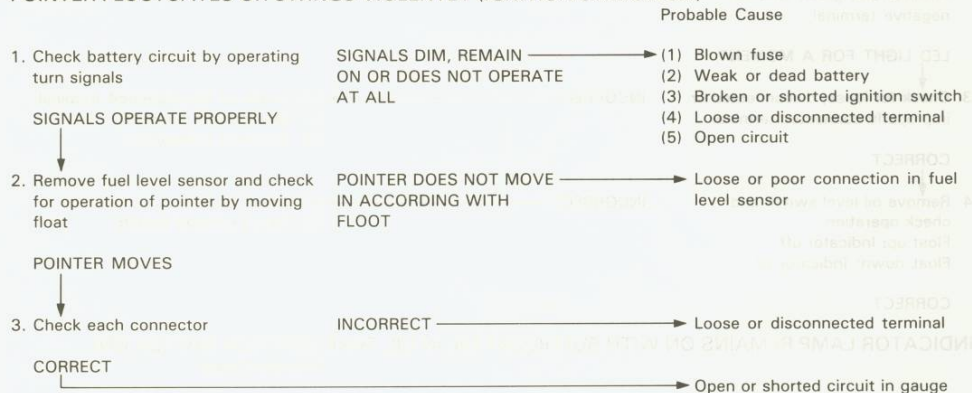 Probable Cause
1. Check battery circuit by operating turn signals
SIGNALS DIM, REMAIN ON OR DOES NOT OPERATE AT ALL
(1) Blown fuse
(2) Weak or dead battery
(3) Broken or shorted ignition switch
(4) Loose or disconnected terminal
(5) Open circuit
SIGNALS OPERATE PROPERLY
2. Remove fuel level sensor and check for operation of pointer by moving float
POINTER DOES NOT MOVE IN ACCORDING WITH FLOOT
Loose or poor connection in fuel level sensor
POINTER MOVES
3. Check each connector
INCORRECT
Loose or disconnected terminal
CORRECT
Open or shorted circuit in gauge